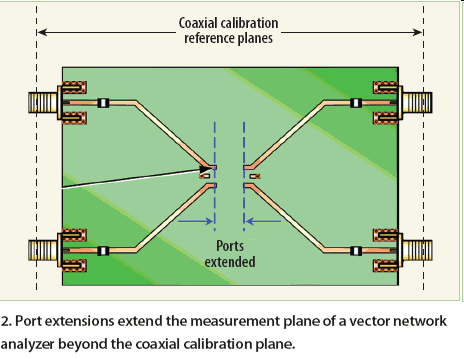 Coaxial calibration
reference planes
Ports
extended
2. Port extensions extend the measurement plane of a vector network
analyzer beyond the coaxial calibration plane.